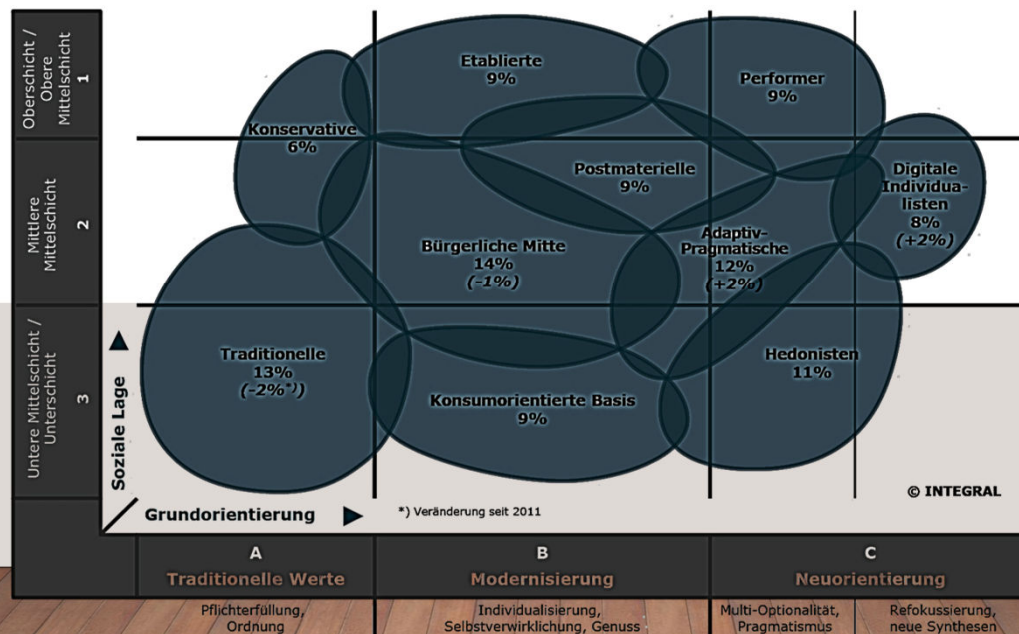 Oberschicht /
Obere
Mittelschicht
1
Mittlere
Mittelschicht
2
Untere Mittelschicht /
Unterschicht
3
Soziale Lage
Etablierte
9%
Performer
9%
Konservative
6%
Postmaterielle
9%
Digitale
Individua-
listen
8%
(+2%)
Bürgerliche Mitte
14%
(-1%)
Adaptiv-
Pragmatische
12%
(+2%)
Traditionelle
13%
(-2%*))
Hedonisten
11%
Konsumorientierte Basis
9%
© INTEGRAL
Grundorientierung
*) Veränderung seit 2011
A
Traditionelle Werte
B
Modernisierung
C
Neuorientierung
Pflichterfüllung,
Ordnung
Individualisierung,
Selbstverwirklichung, Genuss
Multi-Optionalität,
Pragmatismus
Refokussierung,
neue Synthesen